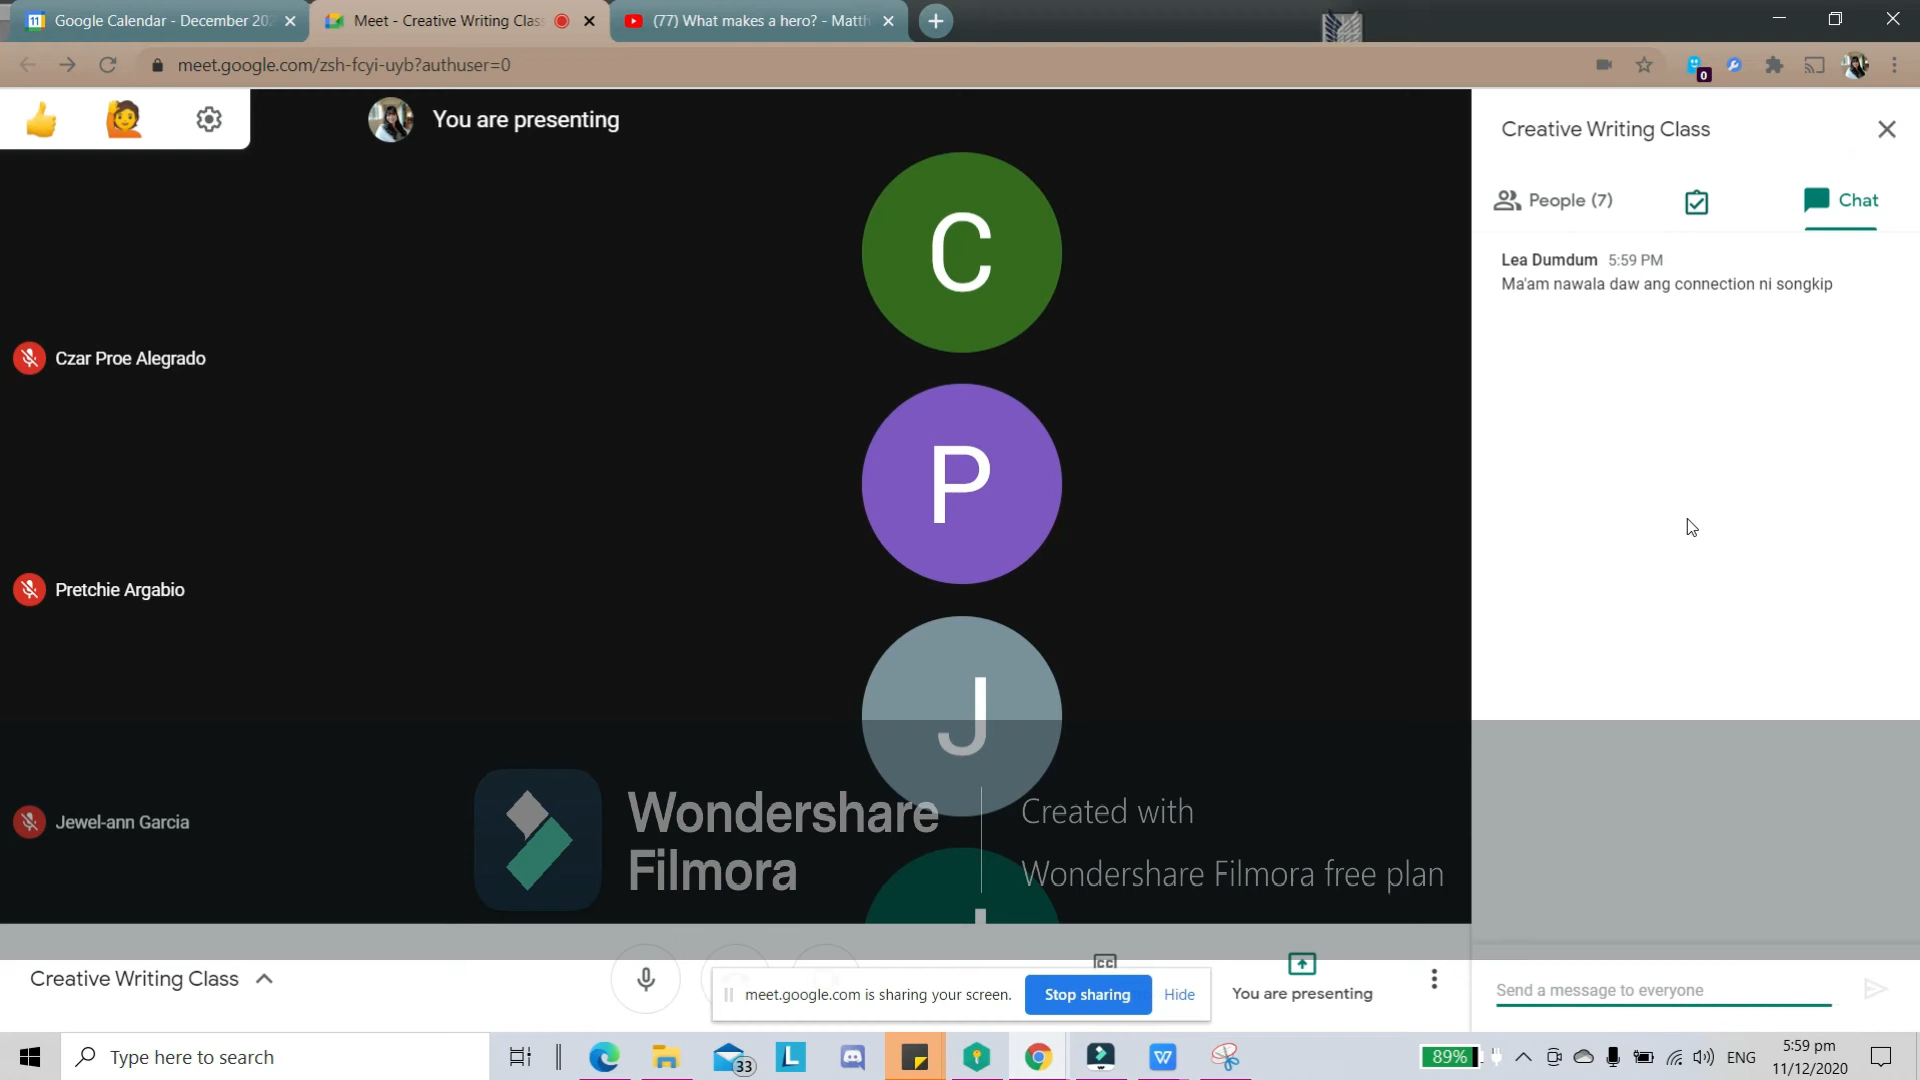 Google Calendar - December 202
Meet - Creative Writing Clas
(77) What makes a hero? - Matth
meet.google.com/zsh-fcyi-uyb?authuser=0
0
You are presenting
Creative Writing Class
People (7)
Chat
Lea Dumdum 5:59 PM
Ma'am nawala daw ang connection ni songkip
C
Czar Proe Alegrado
P
Pretchie Argabio
J
Jewel-ann Garcia
Wondershare
Filmora
Created with
Wondershare Filmora free plan
Creative Writing Class
CC
meet.google.com is sharing your screen.
Stop sharing
Hide
You are presenting
Send a message to everyone
Type here to search
33
89%
ENG
5:59 pm
11/12/2020